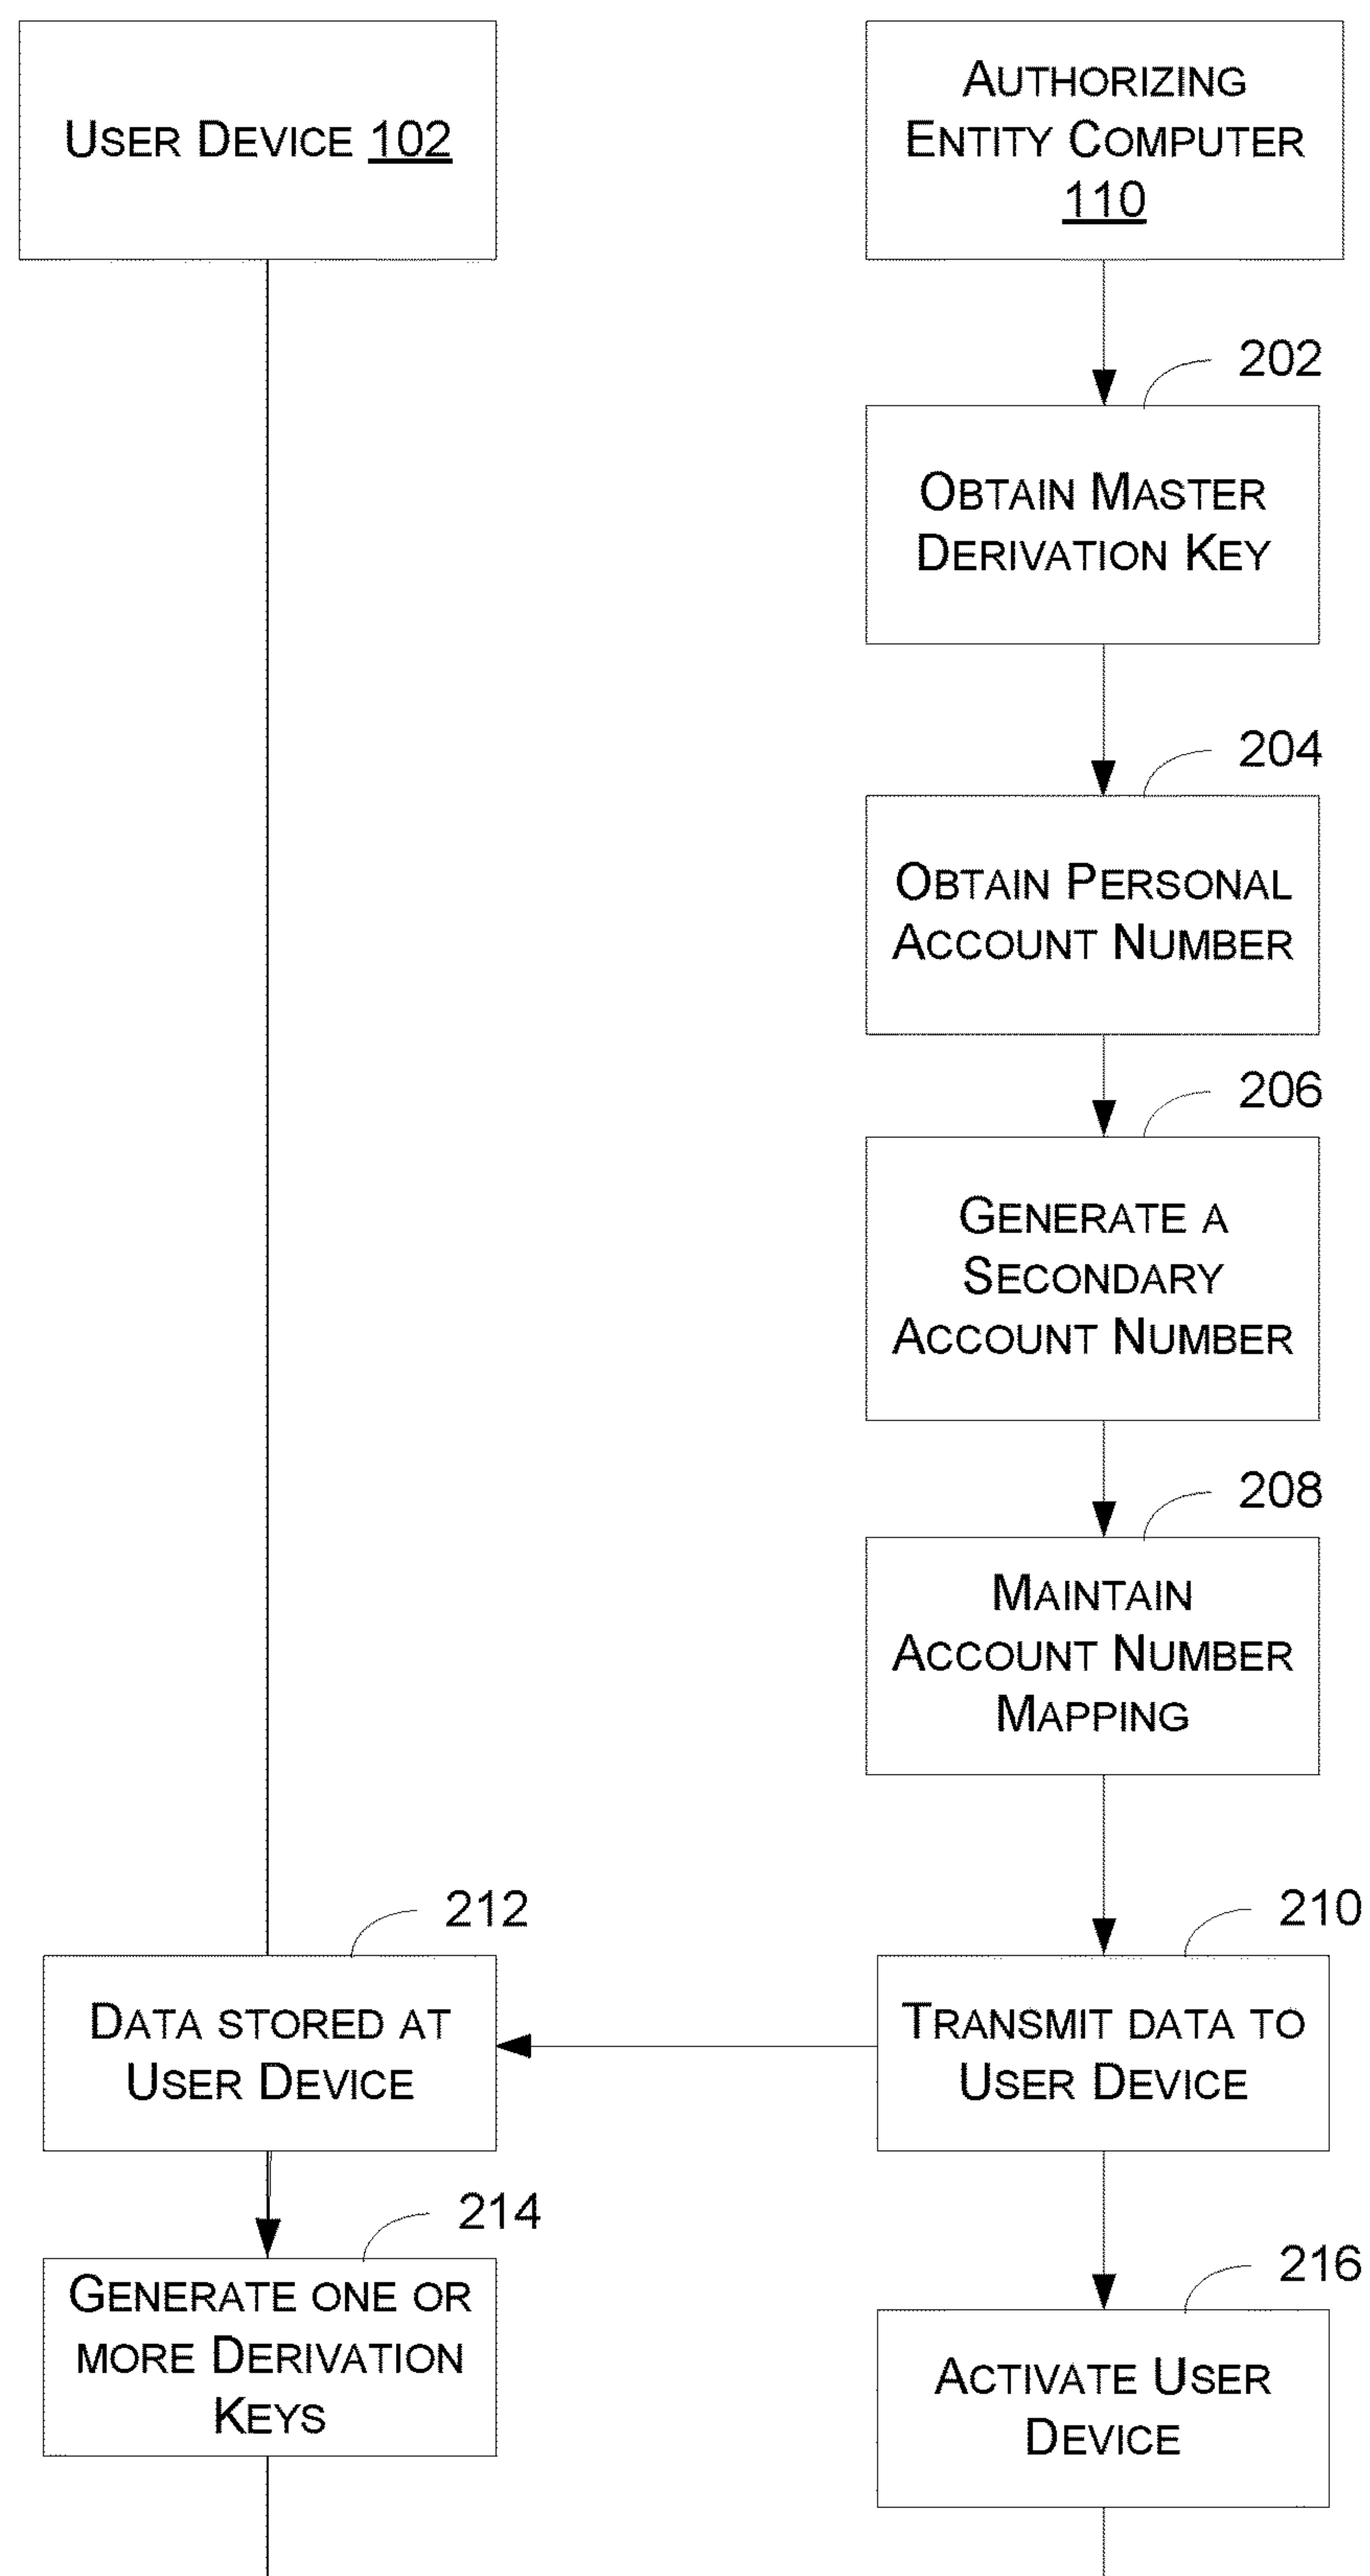 USER DEVICE 102
AUTHORIZING
ENTITY COMPUTER
110
202
OBTAIN MASTER
DERIVATION KEY
204
OBTAIN PERSONAL
ACCOUNT NUMBER
206
GENERATE A
SECONDARY
ACCOUNT NUMBER
208
MAINTAIN
ACCOUNT NUMBER
MAPPING
212
DATA STORED AT
USER DEVICE
210
TRANSMIT DATA TO
USER DEVICE
214
GENERATE ONE OR
MORE DERIVATION
KEYS
216
ACTIVATE USER
DEVICE